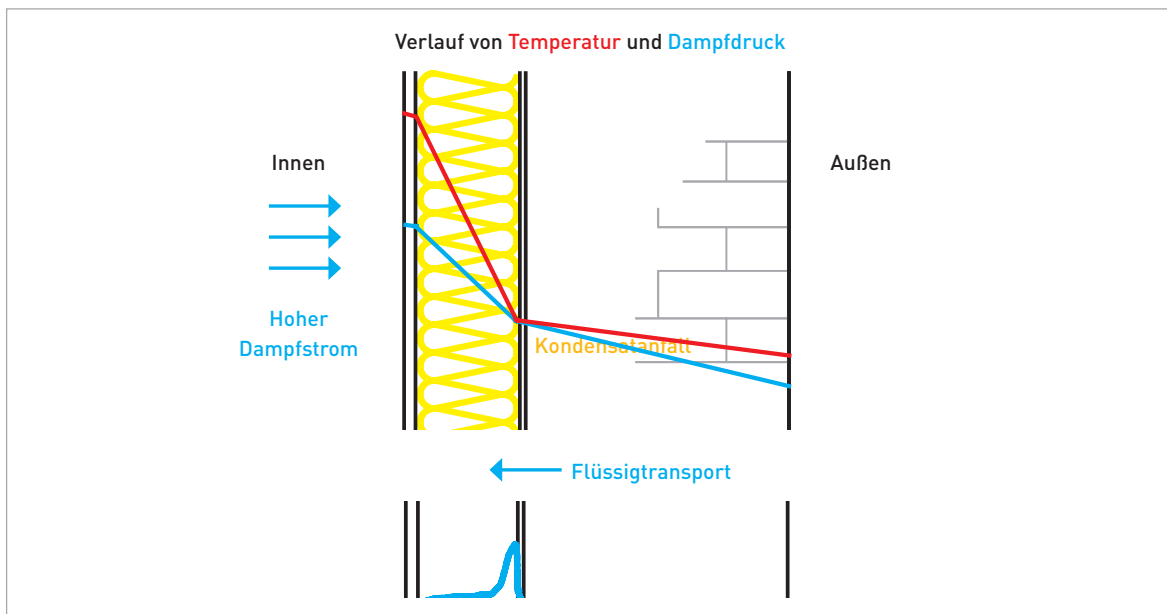 Verlauf von Temperatur und Dampfdruck
Innen
Außen
Hoher
Dampfstrom
Kondensatanfall
Flüssigtransport